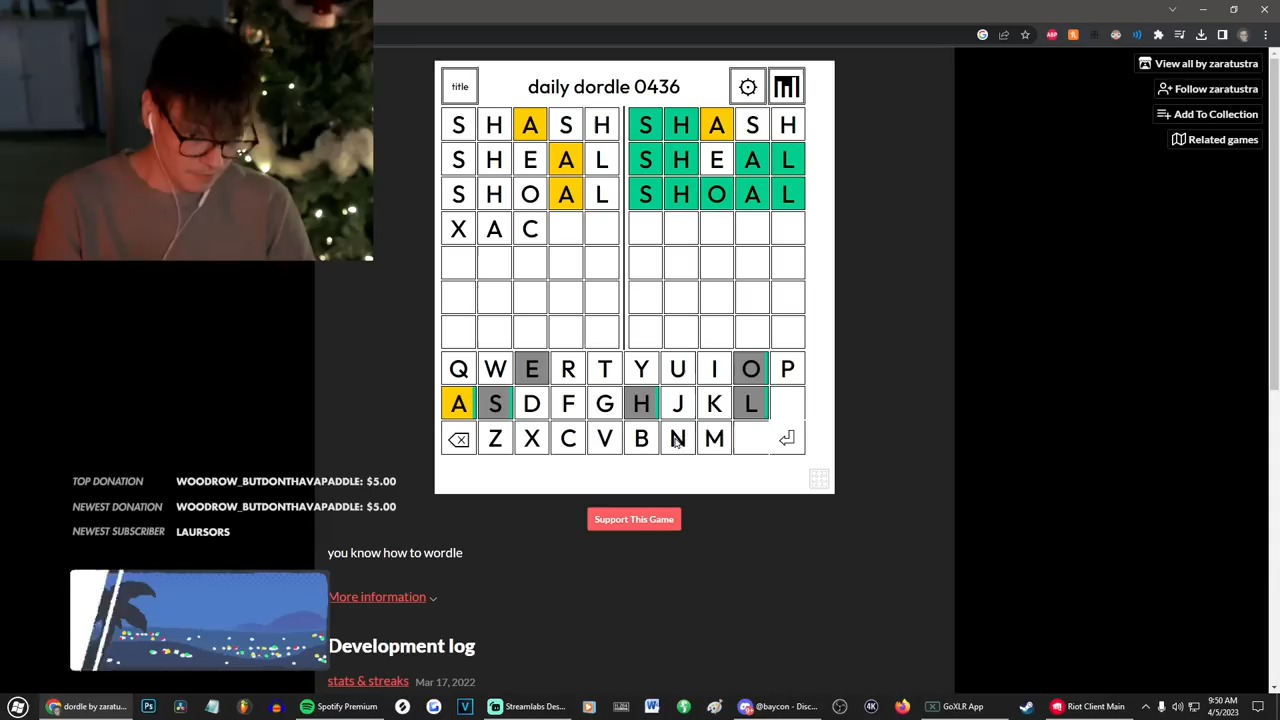 View all by zaratustra
Follow zaratustra
Add To Collection
Related games
title
daily dordle 0436
S H A S H S H A S H
S H E A L S H E A L
S H O A L S H O A L
X A C
Q W E R T Y U I O P
A S D F G H J K L
Z X C V B N M
Support This Game
you know how to wordle
More information
Development log
stats & streaks Mar 17, 2022
TOP DONATION WOODROW_BUTDONTHAVAPADDLE: $5.00
NEWEST DONATION WOODROW_BUTDONTHAVAPADDLE: $5.00
NEWEST SUBSCRIBER LAURSORS
dordle by zaratu...
Spotify Premium
Streamlabs Des...
@baycon - Disc...
GoXLR App
Riot Client Main
9:50 AM
4/5/2023